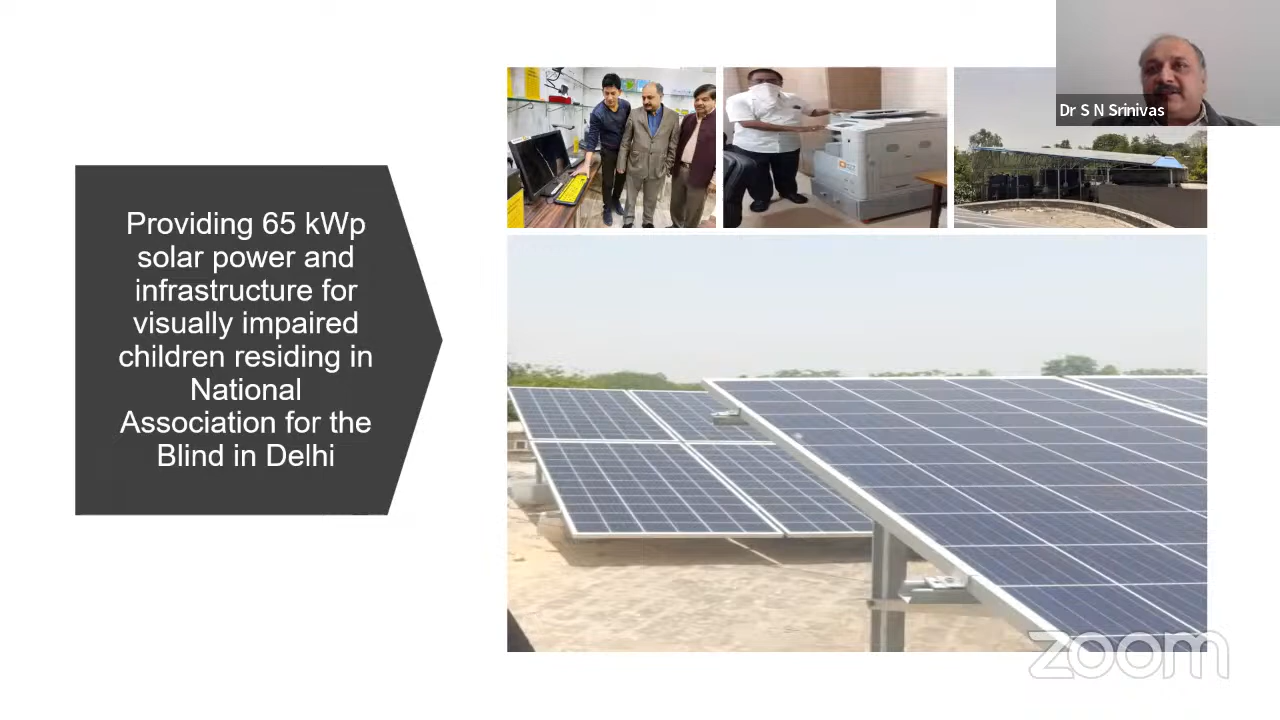 Dr S N Srinivas
Providing 65 kWp
solar power and
infrastructure for
visually impaired
children residing in
National
Association for the
Blind in Delhi
zoom